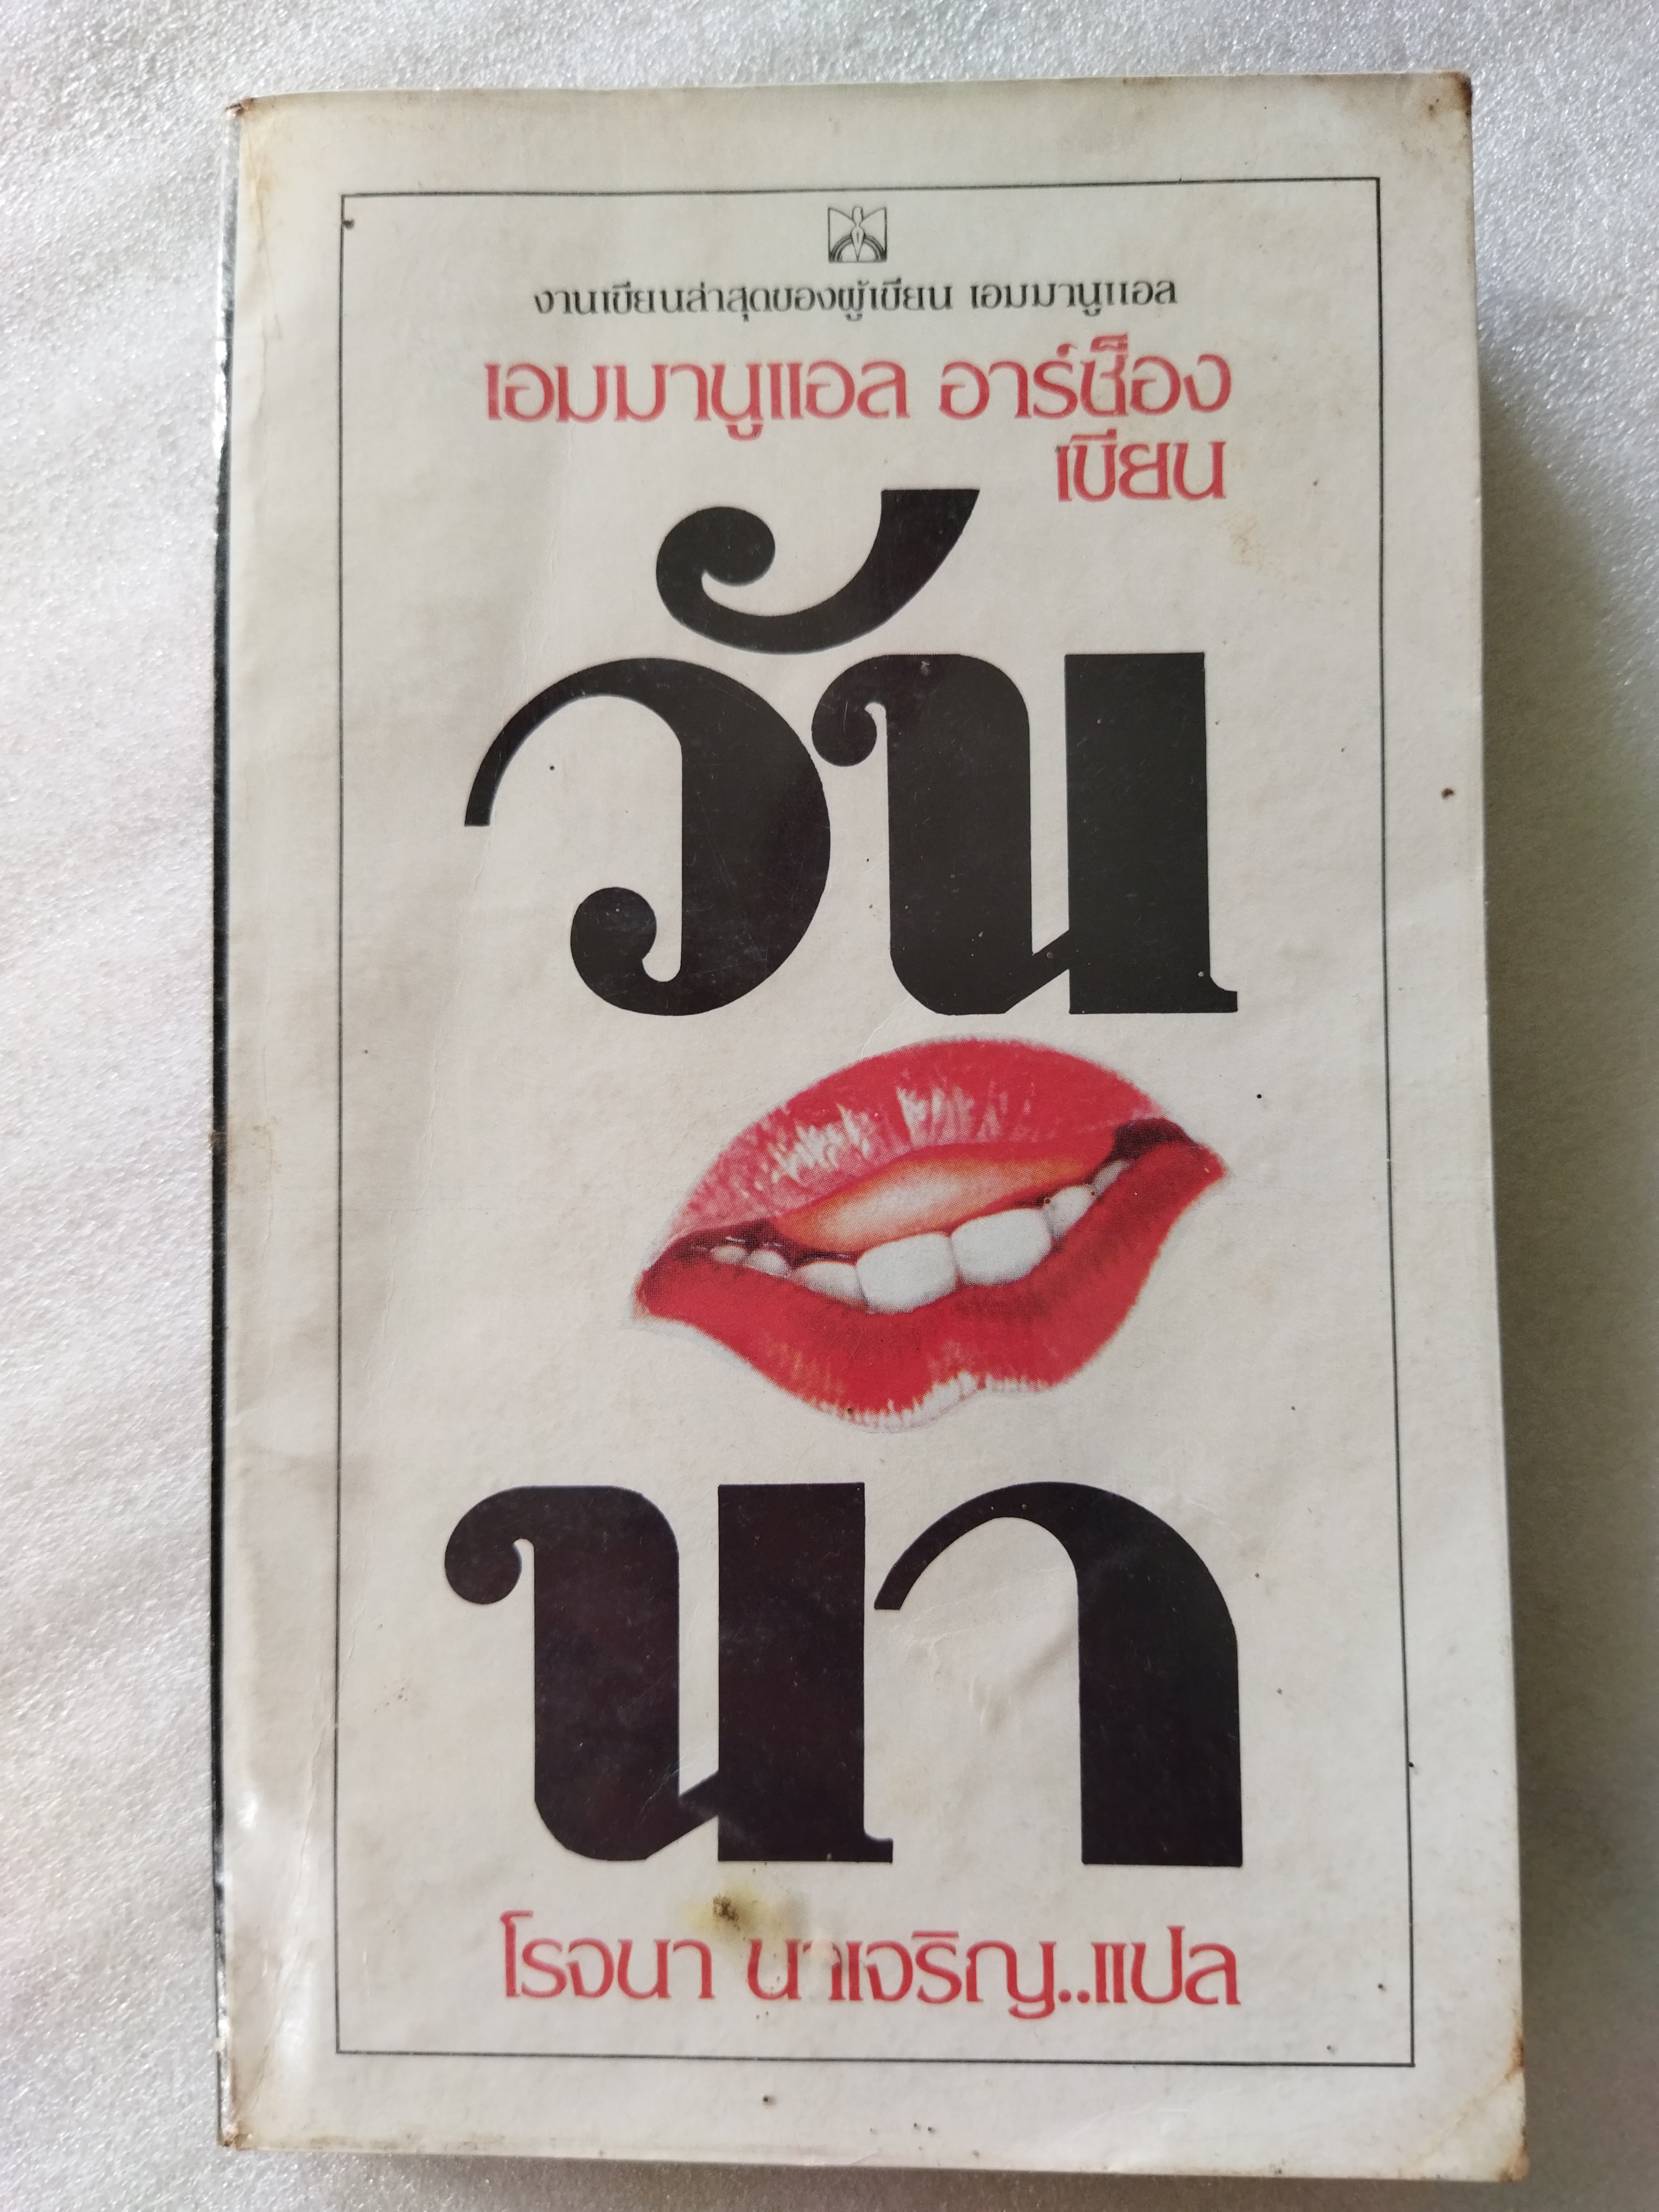 งานเขียนล่าสุดของผู้เขียน เอมมานูแอล
เอมมานูแอล อาร์ซ็อง
เขียน
วัน
นา
โรจนา นาเจริญ..แปล